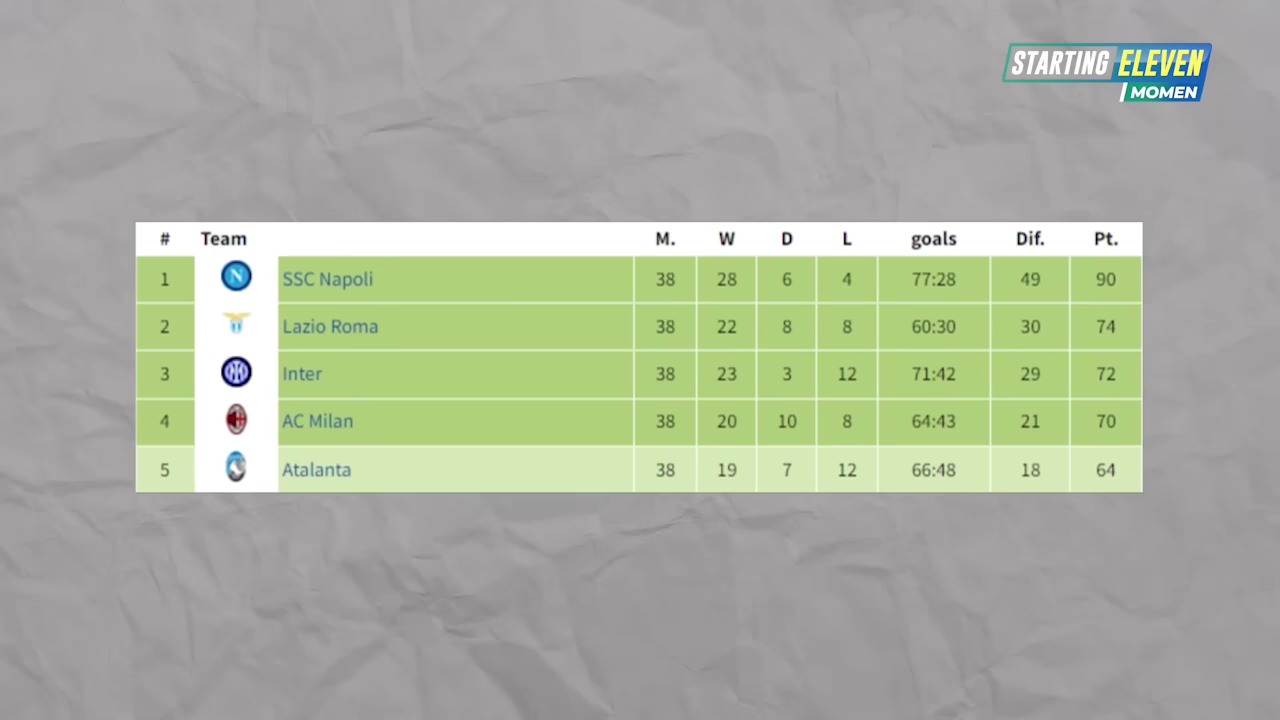 STARTING ELEVEN
MOMEN
# Team M. W D L goals Dif. Pt.
1 N SSC Napoli 38 28 6 4 77:28 49 90
2 Lazio Roma 38 22 8 8 60:30 30 74
3 Inter 38 23 3 12 71:42 29 72
4 AC Milan 38 20 10 8 64:43 21 70
5 Atalanta 38 19 7 12 66:48 18 64